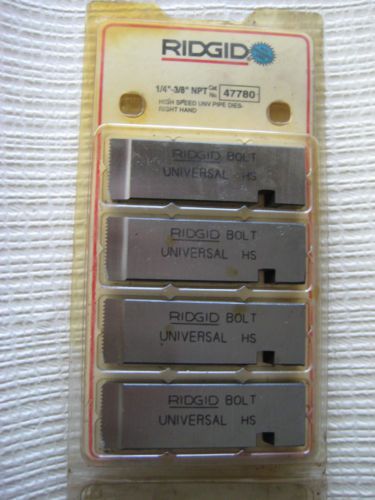 RIDGID
1/4"-3/8" NPT Cat. No. 47780
HIGH SPEED UNIV PIPE DIES-
RIGHT HAND
RIDGID BOLT
UNIVERSAL HS
RIDGID BOLT
UNIVERSAL HS
RIDGID BOLT
UNIVERSAL HS
RIDGID BOLT
UNIVERSAL HS